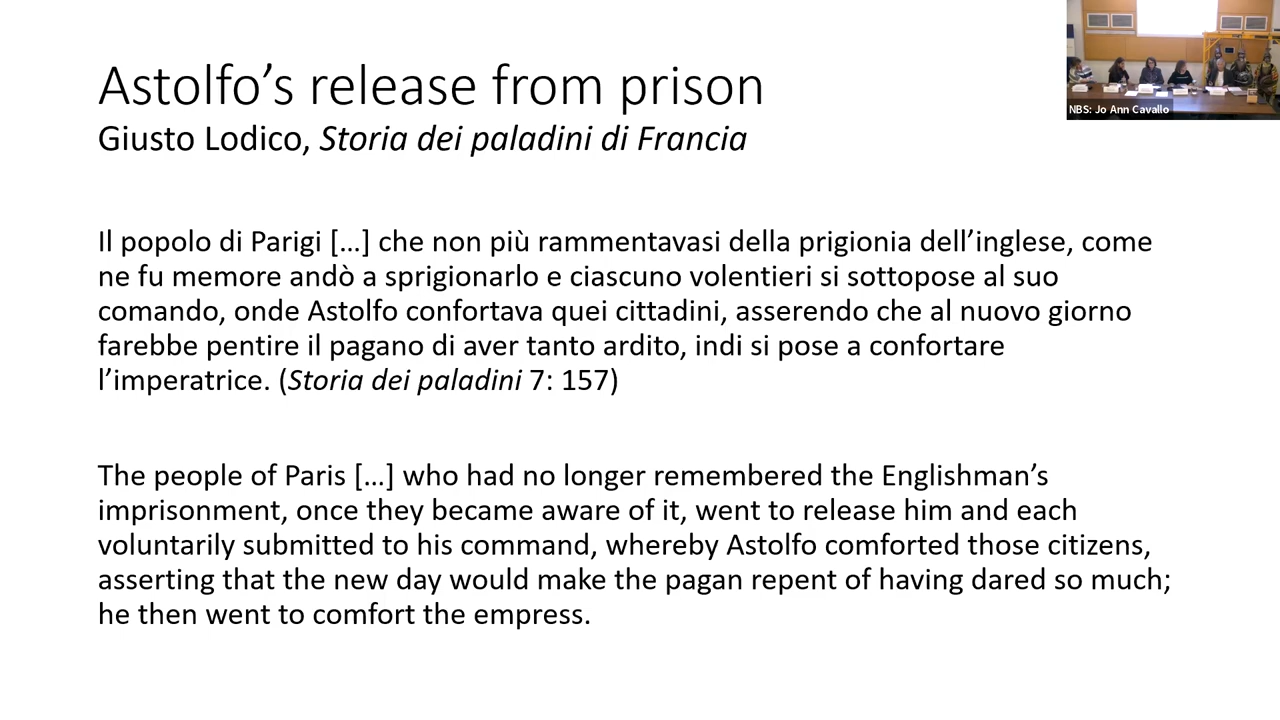 Astolfo’s release from prison
Giusto Lodico, Storia dei paladini di Francia
NBS: Jo Ann Cavallo
Il popolo di Parigi […] che non più rammentavasi della prigionia dell’inglese, come
ne fu memore andò a sprigionarlo e ciascuno volentieri si sottopose al suo
comando, onde Astolfo confortava quei cittadini, asserendo che al nuovo giorno
farebbe pentire il pagano di aver tanto ardito, indi si pose a confortare
l’imperatrice. (Storia dei paladini 7: 157)
The people of Paris […] who had no longer remembered the Englishman’s
imprisonment, once they became aware of it, went to release him and each
voluntarily submitted to his command, whereby Astolfo comforted those citizens,
asserting that the new day would make the pagan repent of having dared so much;
he then went to comfort the empress.